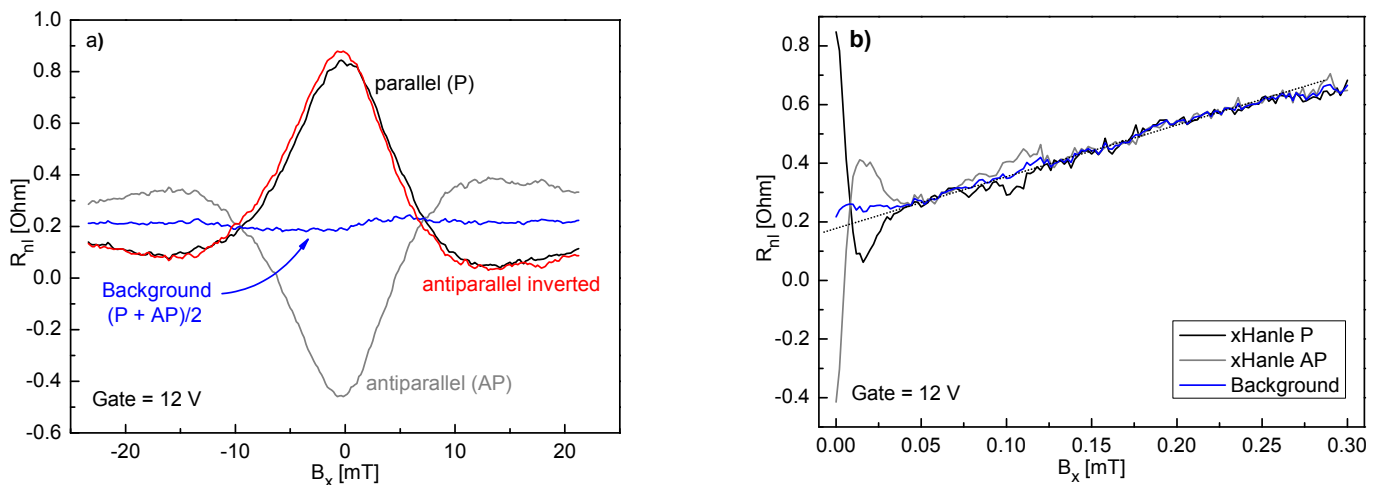 a)
1.0
0.8
0.6
0.4
0.2
0.0
-0.2
-0.4
-0.6
R_nl [Ohm]
parallel (P)
antiparallel inverted
Background
(P + AP)/2
antiparallel (AP)
Gate = 12 V
-20
-10
0
10
20
B_x [mT]
b)
0.8
0.6
0.4
0.2
0.0
-0.2
-0.4
R_nl [Ohm]
xHanle P
xHanle AP
Background
Gate = 12 V
0.00
0.05
0.10
0.15
0.20
0.25
0.30
B_x [mT]